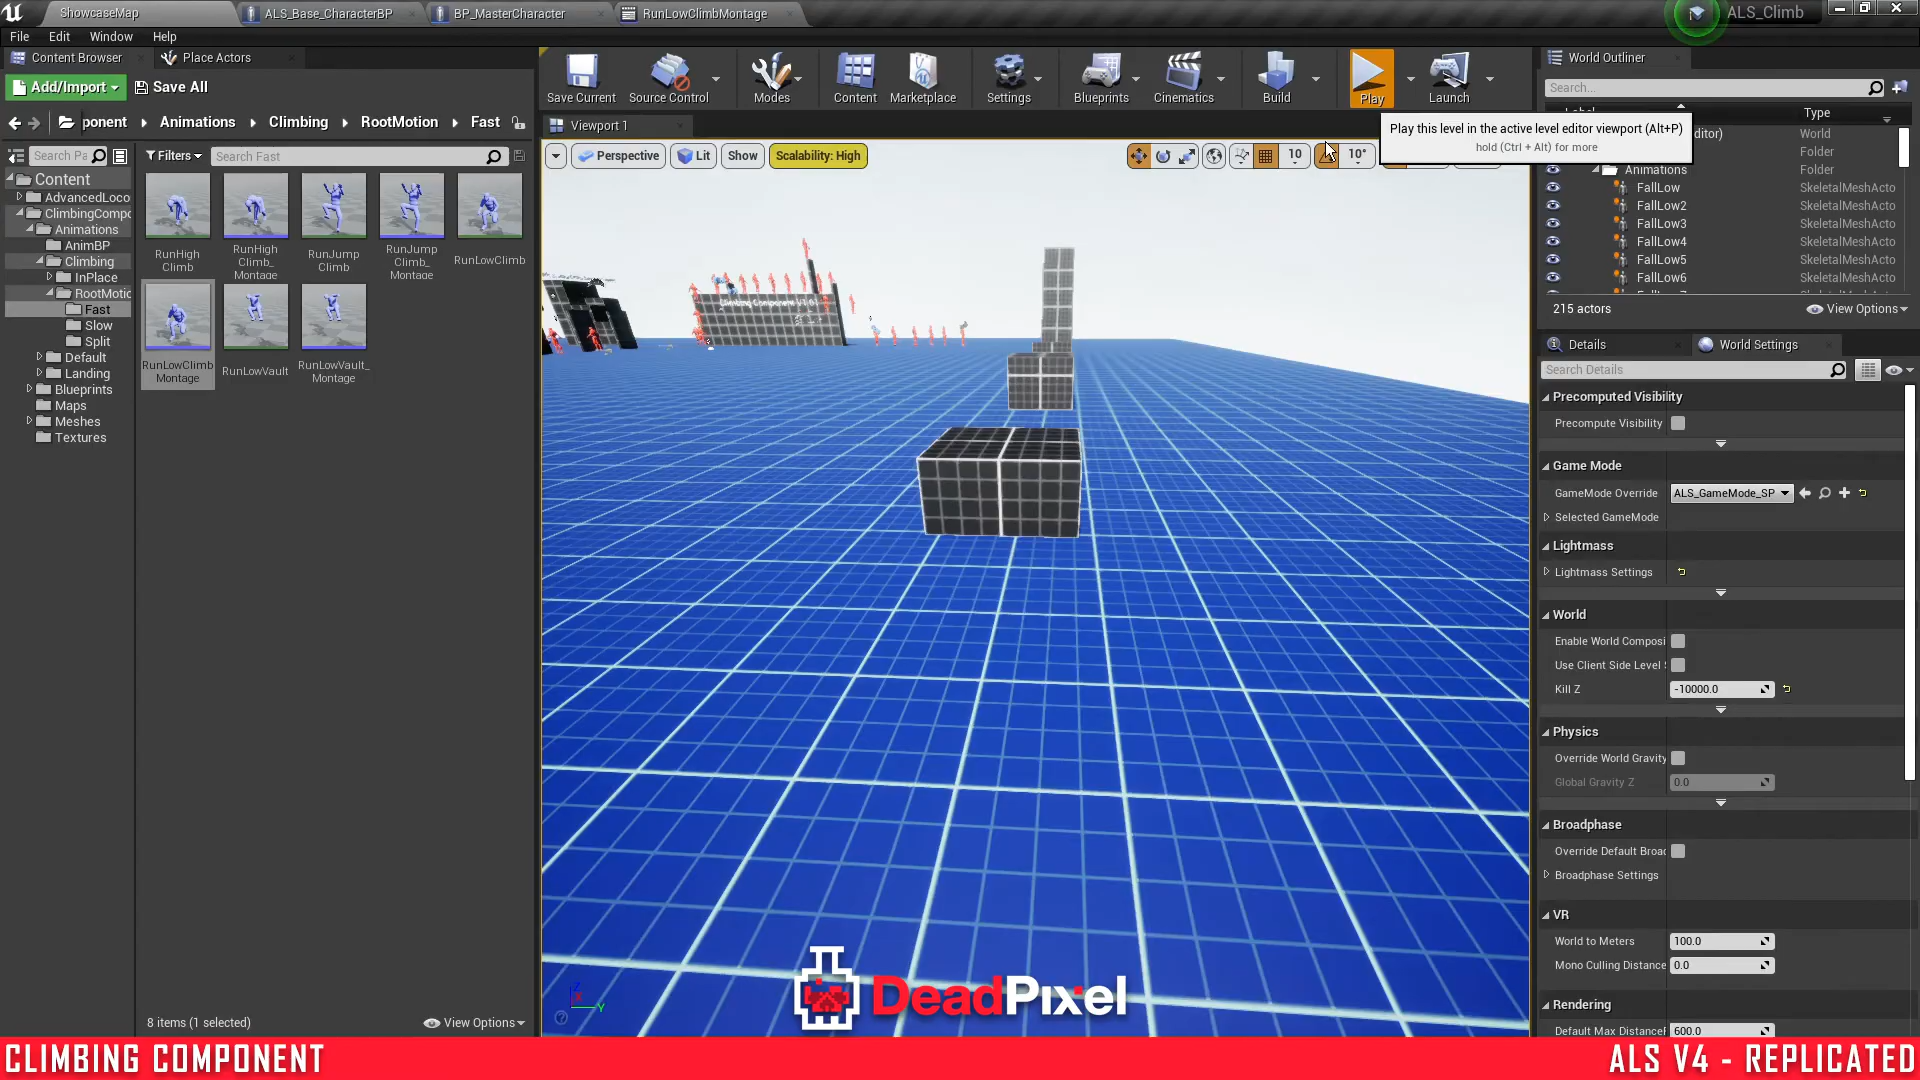 ShowcaseMap
ALS_Base_CharacterBP
BP_MasterCharacter
RunLowClimbMontage
ALS_Climb
File
Edit
Window
Help
Content Browser
Place Actors
World Outliner
Add/Import
Save All
Save Current
Source Control
Modes
Content
Marketplace
Settings
Blueprints
Cinematics
Build
Play
Launch
Search...
Type
ponent
Animations
Climbing
RootMotion
Fast
Viewport 1
Play this level in the active level editor viewport (Alt+P)
hold (Ctrl + Alt) for more
ditor)
World
Folder
Search Pa
Filters
Search Fast
Perspective
Lit
Show
Scalability: High
10
10°
Animations
Folder
FallLow
SkeletalMeshActo
FallLow2
SkeletalMeshActo
FallLow3
SkeletalMeshActo
FallLow4
SkeletalMeshActo
FallLow5
SkeletalMeshActo
FallLow6
SkeletalMeshActo
215 actors
View Options
Content
AdvancedLoco
ClimbingCompo
Animations
AnimBP
Climbing
InPlace
RootMotio
Fast
Slow
Split
Default
Landing
Blueprints
Maps
Meshes
Textures
RunHigh
Climb
RunHigh
Climb_
Montage
RunJump
Climb
RunJump
Climb_
Montage
RunLowClimb
RunLowClimb
Montage
RunLowVault
RunLowVault_
Montage
Climbing Component V1.6
Details
World Settings
Search Details
Precomputed Visibility
Precompute Visibility
Game Mode
GameMode Override
ALS_GameMode_SP
Selected GameMode
Lightmass
Lightmass Settings
World
Enable World Composi
Use Client Side Level
Kill Z
-10000.0
Physics
Override World Gravity
Global Gravity Z
0.0
Broadphase
Override Default Broad
Broadphase Settings
VR
World to Meters
100.0
Mono Culling Distance
0.0
Rendering
Default Max DistanceF
600.0
Z
X
Y
DeadPixel
8 items (1 selected)
View Options
CLIMBING COMPONENT
ALS V4 - REPLICATED